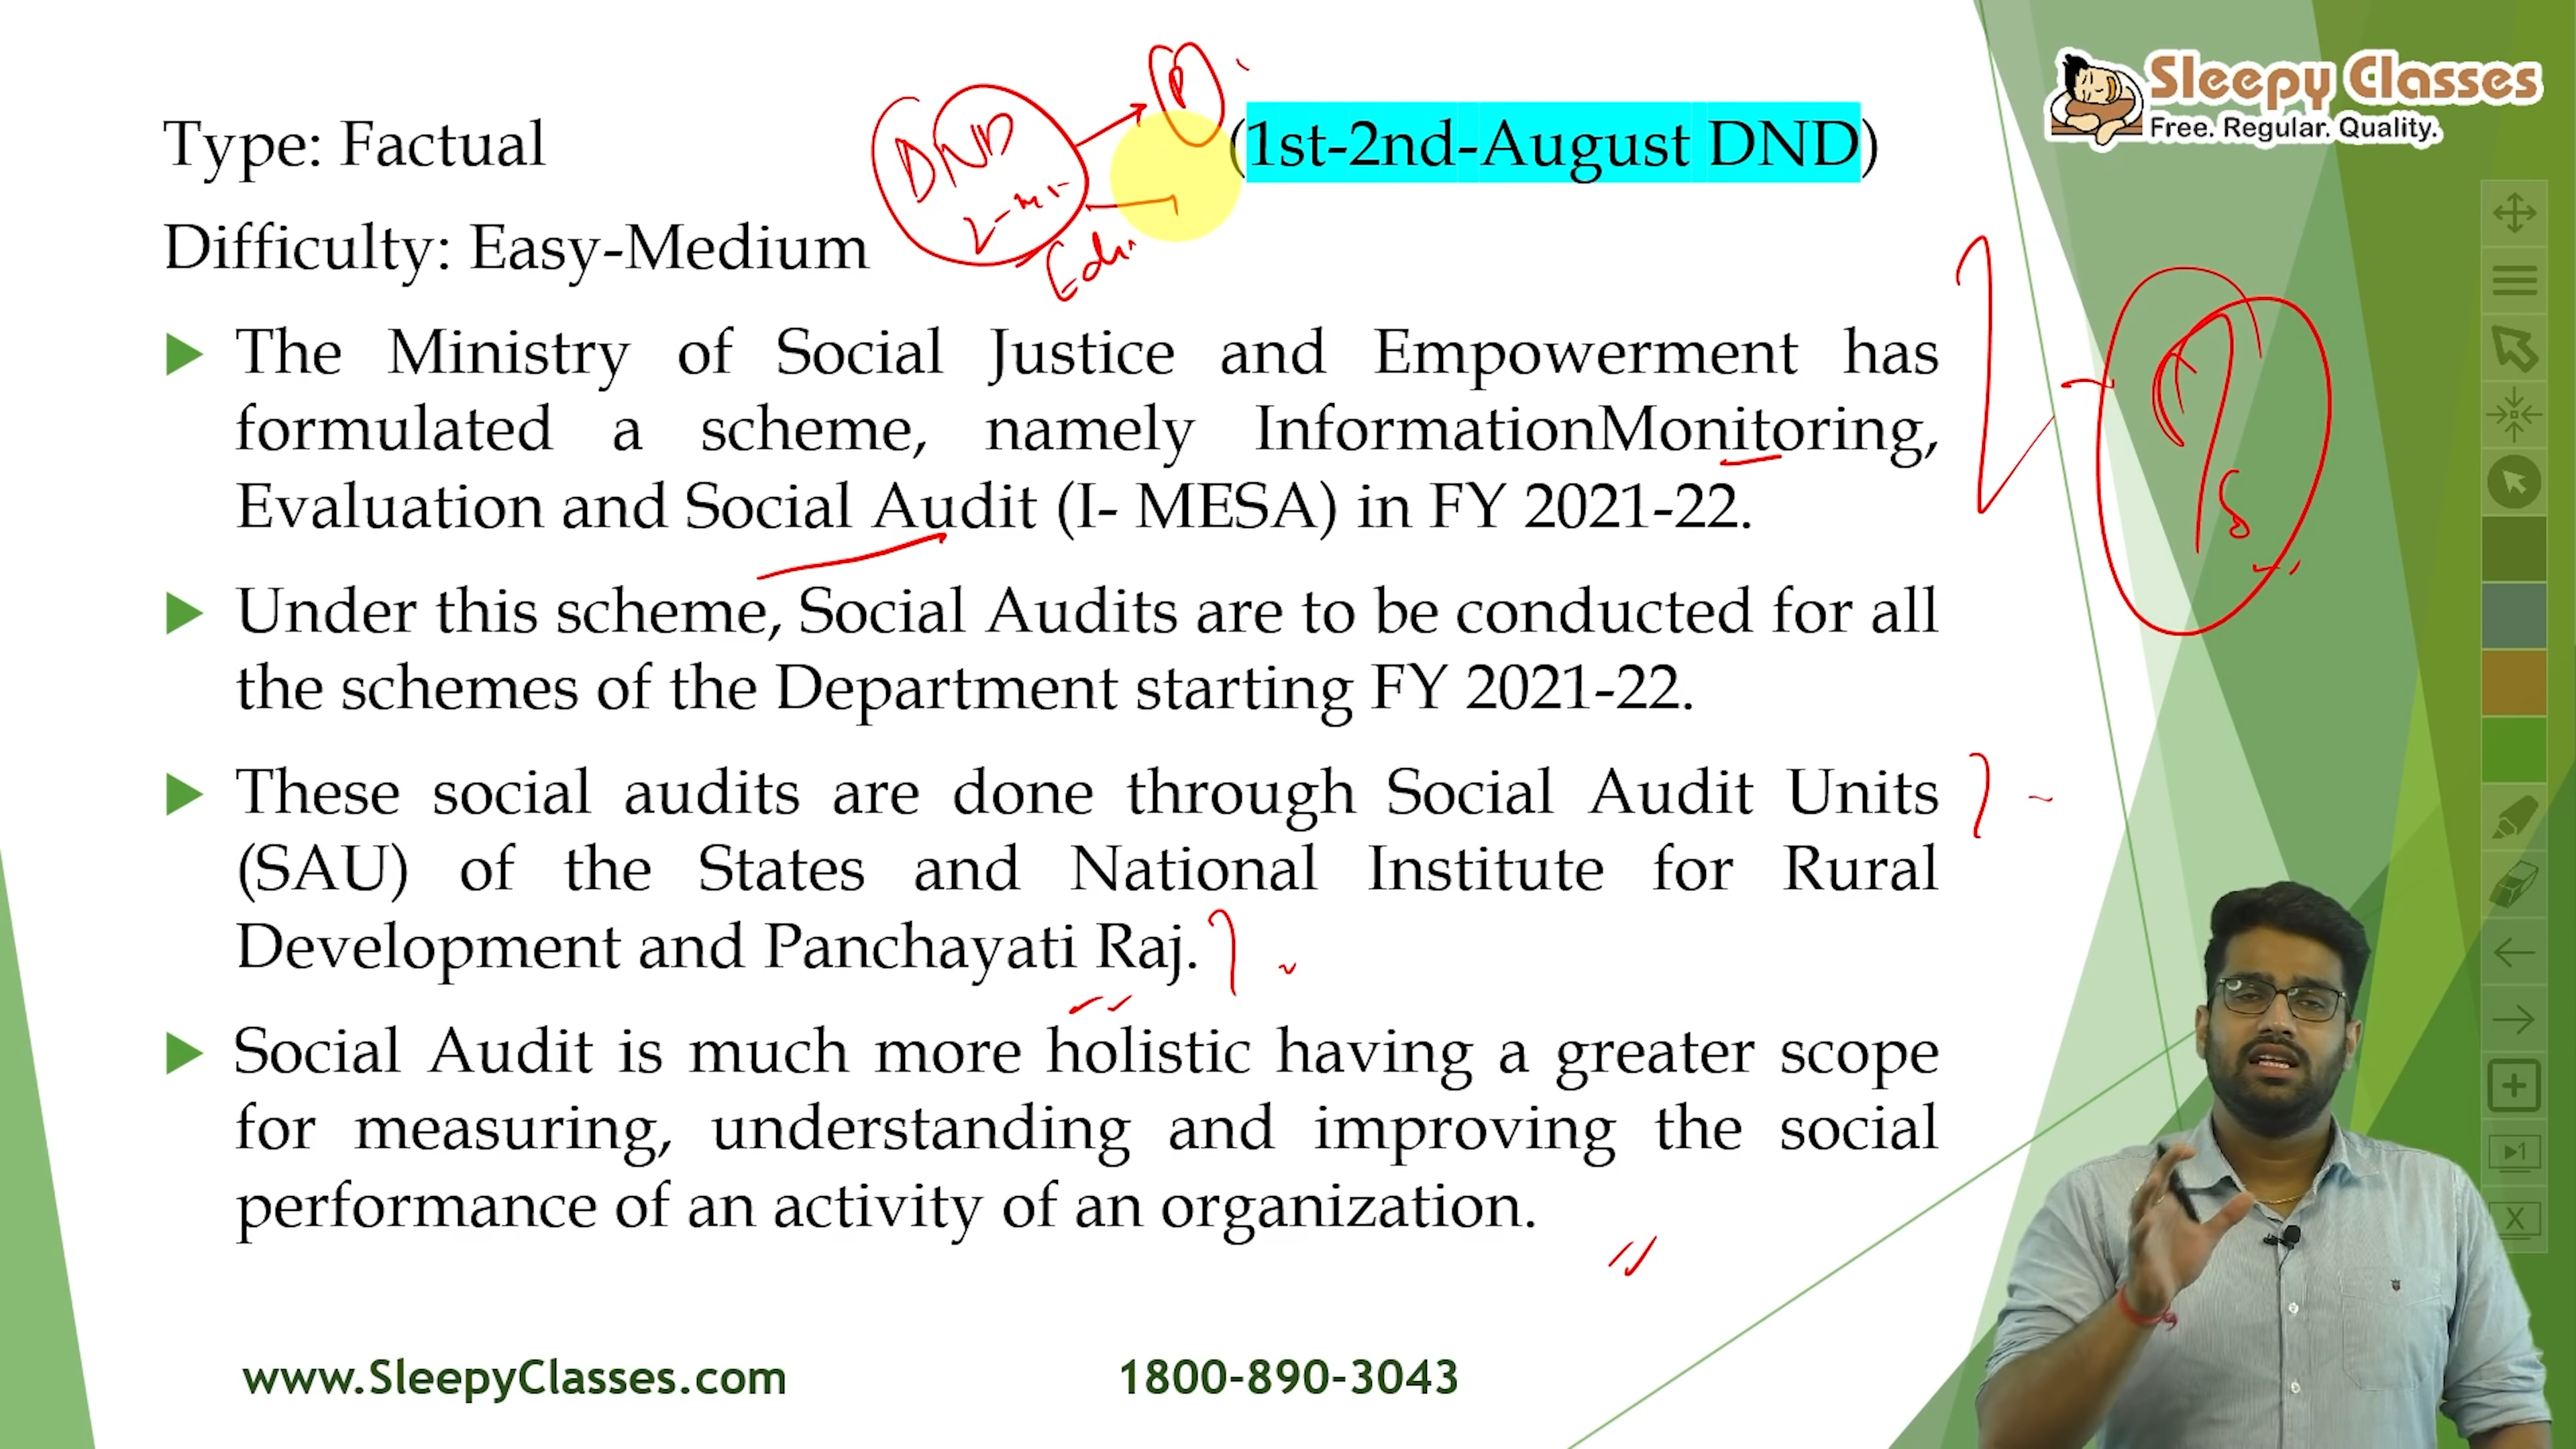 Sleepy Classes
Free. Regular. Quality.
Type: Factual
DND
(1st-2nd-August DND)
Difficulty: Easy-Medium
The Ministry of Social Justice and Empowerment has
formulated a scheme, namely InformationMonitoring,
Evaluation and Social Audit (I- MESA) in FY 2021-22.
Under this scheme, Social Audits are to be conducted for all
the schemes of the Department starting FY 2021-22.
These social audits are done through Social Audit Units
(SAU) of the States and National Institute for Rural
Development and Panchayati Raj.
Social Audit is much more holistic having a greater scope
for measuring, understanding and improving the social
performance of an activity of an organization.
www.SleepyClasses.com
1800-890-3043